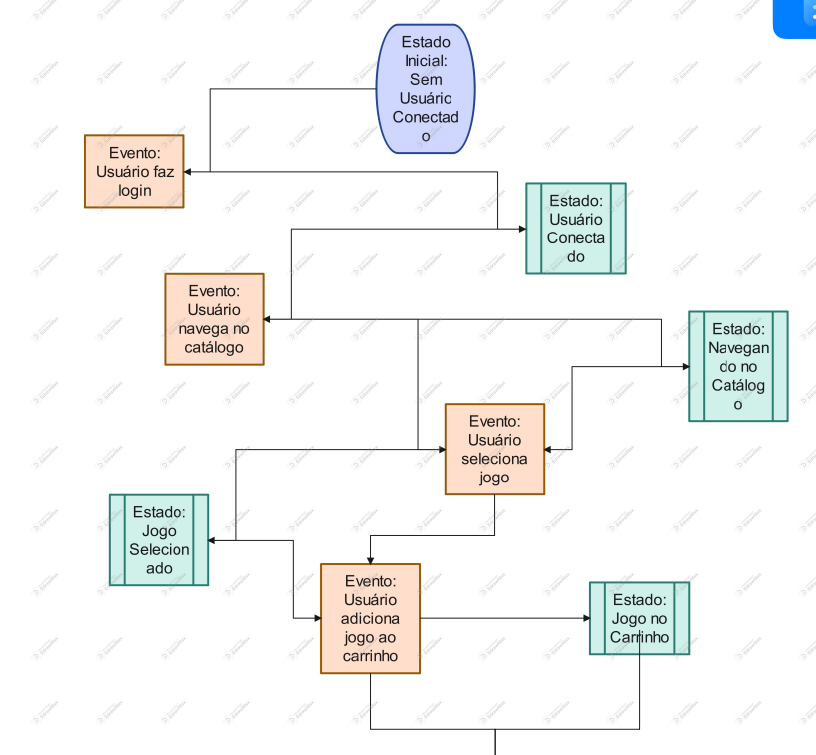 Estado
Inicial:
Sem
Usuáric
Conectad
o
Evento:
Usuário faz
login
Estado:
Usuário
Conecta
do
Evento:
Usuário
navega no
catálogo
Estado:
Navegan
do no
Catálog
o
Evento:
Usuário
seleciona
jogo
Estado:
Jogo
Selecion
ado
Evento:
Usuário
adiciona
jogo ao
carrinho
Estado:
Jogo no
Carrinho